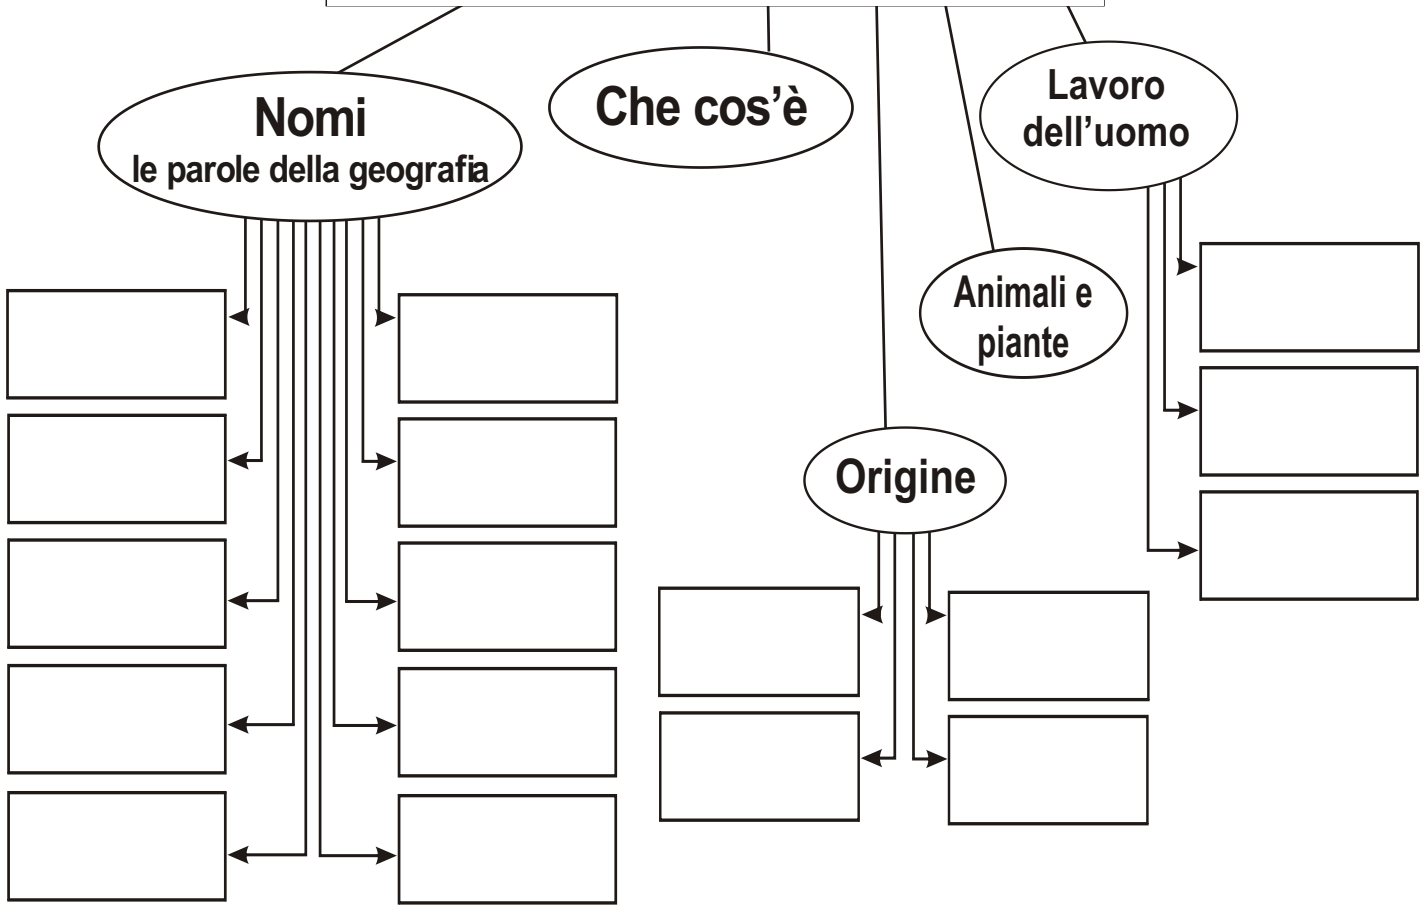 Nomi
le parole della geografia
Che cos’è
Lavoro
dell’uomo
Animali e
piante
Origine